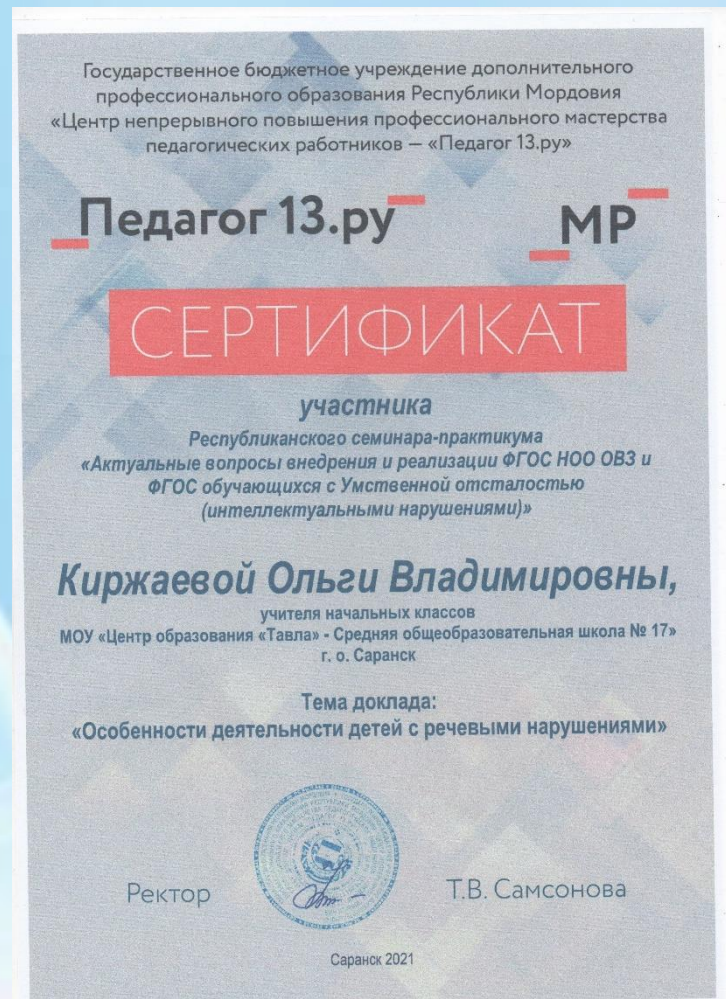 Государственное бюджетное учреждение дополнительного
профессионального образования Республики Мордовия
«Центр непрерывного повышения профессионального мастерства
педагогических работников — «Педагог 13.ру»
Педагог 13.ру
МР
СЕРТИФИКАТ
участника
Республиканского семинара-практикума
«Актуальные вопросы внедрения и реализации ФГОС НОО ОВЗ и
ФГОС обучающихся с Умственной отсталостью
(интеллектуальными нарушениями)»
Киржаевой Ольги Владимировны,
учителя начальных классов
МОУ «Центр образования «Тавла» - Средняя общеобразовательная школа № 17»
г. о. Саранск
Тема доклада:
«Особенности деятельности детей с речевыми нарушениями»
Ректор
Т.В. Самсонова
Саранск 2021